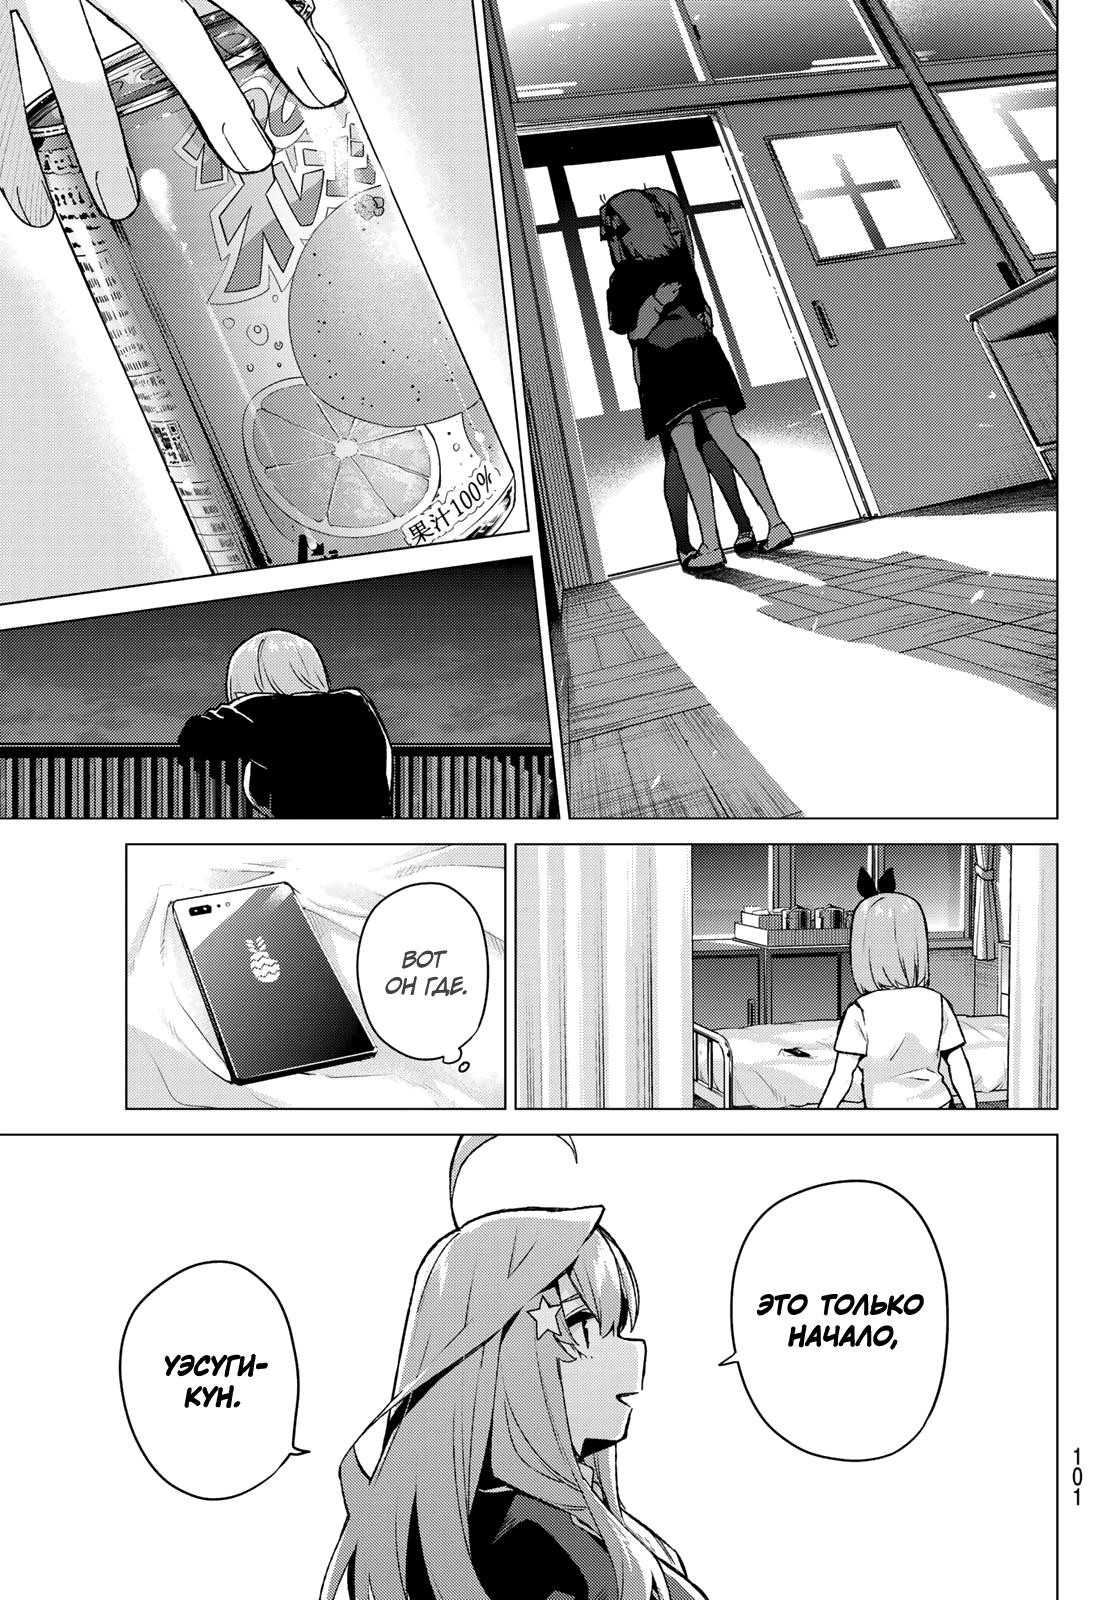 果汁100%
ВОТ
ОН ГДЕ.
ЭТО ТОЛЬКО
НАЧАЛО,
УЭСУГИ-
КУН.
101